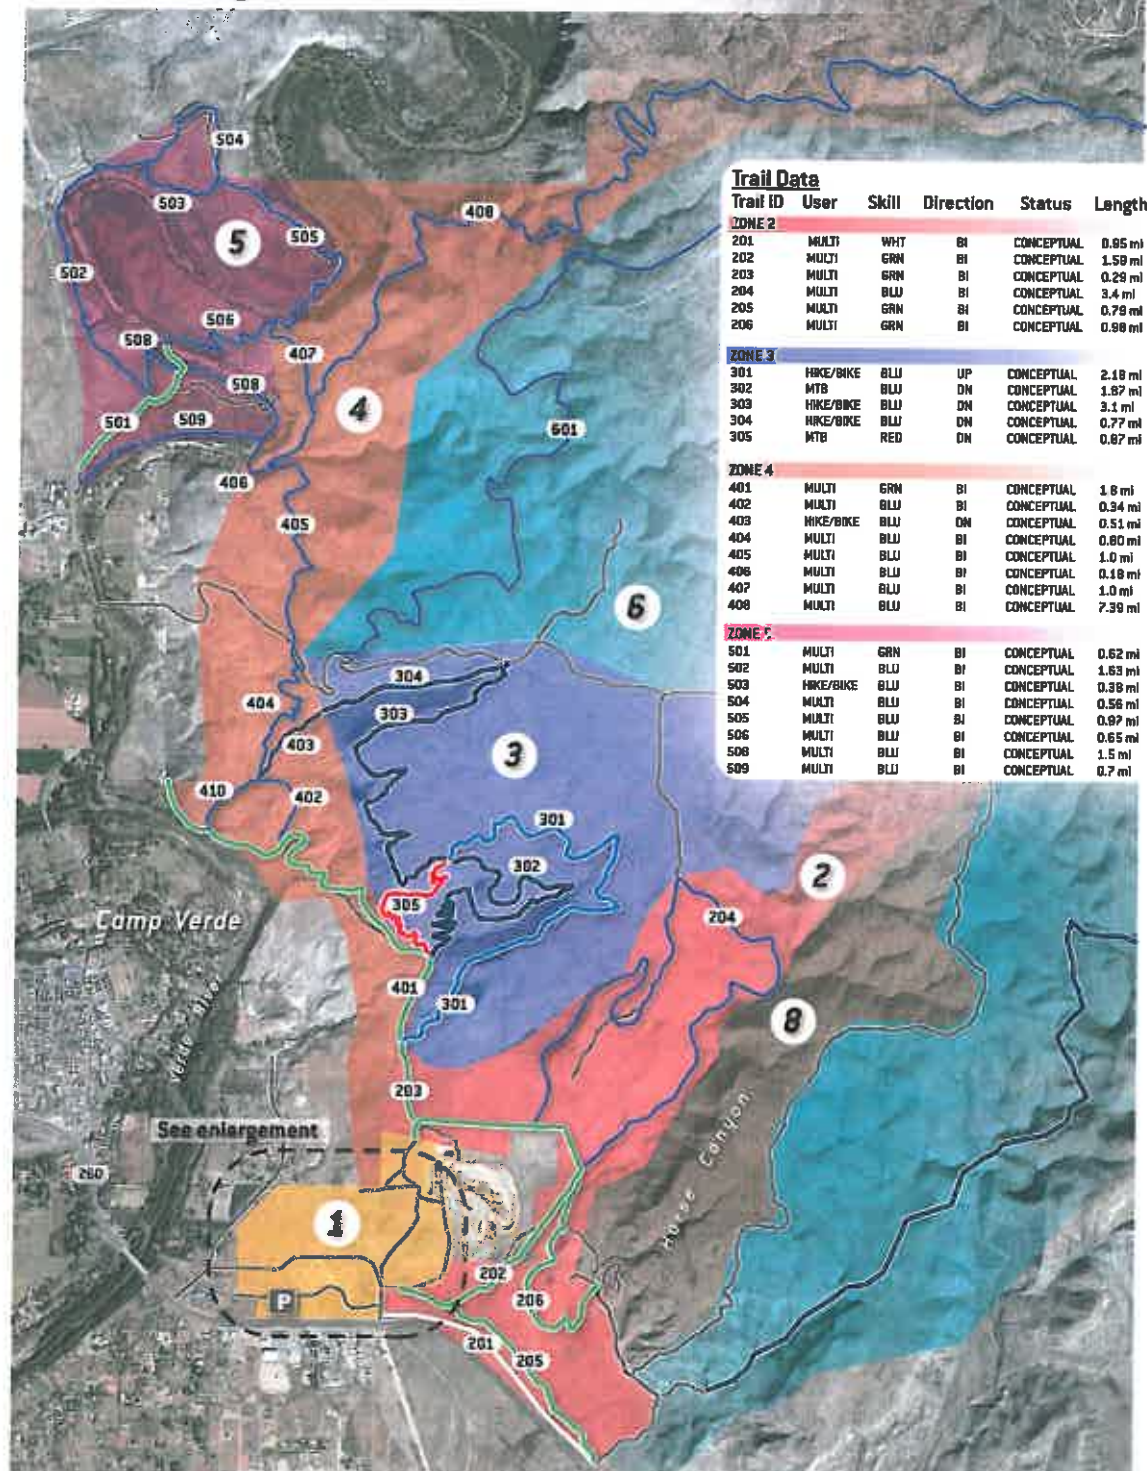 Trail Data
Trail ID User Skill Direction Status Length
ZONE 2
201 MULTI WHT BI CONCEPTUAL 0.95 mi
202 MULTI GRN BI CONCEPTUAL 1.59 mi
203 MULTI GRN BI CONCEPTUAL 0.29 mi
204 MULTI BLU BI CONCEPTUAL 3.4 mi
205 MULTI GRN BI CONCEPTUAL 0.79 mi
206 MULTI GRN BI CONCEPTUAL 0.98 mi
ZONE 3
301 HIKE/BIKE BLU UP CONCEPTUAL 2.18 mi
302 MTB BLU DN CONCEPTUAL 1.87 mi
303 HIKE/BIKE BLU DN CONCEPTUAL 3.1 mi
304 HIKE/BIKE BLU DN CONCEPTUAL 0.77 mi
305 MTB RED DN CONCEPTUAL 0.87 mi
ZONE 4
401 MULTI GRN BI CONCEPTUAL 1.8 mi
402 MULTI BLU BI CONCEPTUAL 0.34 mi
403 HIKE/BIKE BLU DN CONCEPTUAL 0.51 mi
404 MULTI BLU BI CONCEPTUAL 0.80 mi
405 MULTI BLU BI CONCEPTUAL 1.0 mi
406 MULTI BLU BI CONCEPTUAL 0.18 mi
407 MULTI BLU BI CONCEPTUAL 1.0 mi
408 MULTI BLU BI CONCEPTUAL 7.39 mi
ZONE 5
501 MULTI GRN BI CONCEPTUAL 0.62 mi
502 MULTI BLU BI CONCEPTUAL 1.63 mi
503 HIKE/BIKE BLU BI CONCEPTUAL 0.38 mi
504 MULTI BLU BI CONCEPTUAL 0.56 mi
505 MULTI BLU BI CONCEPTUAL 0.97 mi
506 MULTI BLU BI CONCEPTUAL 0.65 mi
508 MULTI BLU BI CONCEPTUAL 1.5 mi
509 MULTI BLU BI CONCEPTUAL 0.7 mi
504
503
408
505
5
502
506
508
407
508
4
501
509
601
406
405
6
304
404
303
403
3
410
402
301
302
2
305
204
Camp Verde
401
301
8
Verde
203
See enlargement
Horse Canyon
260
1
202
P
206
201
205